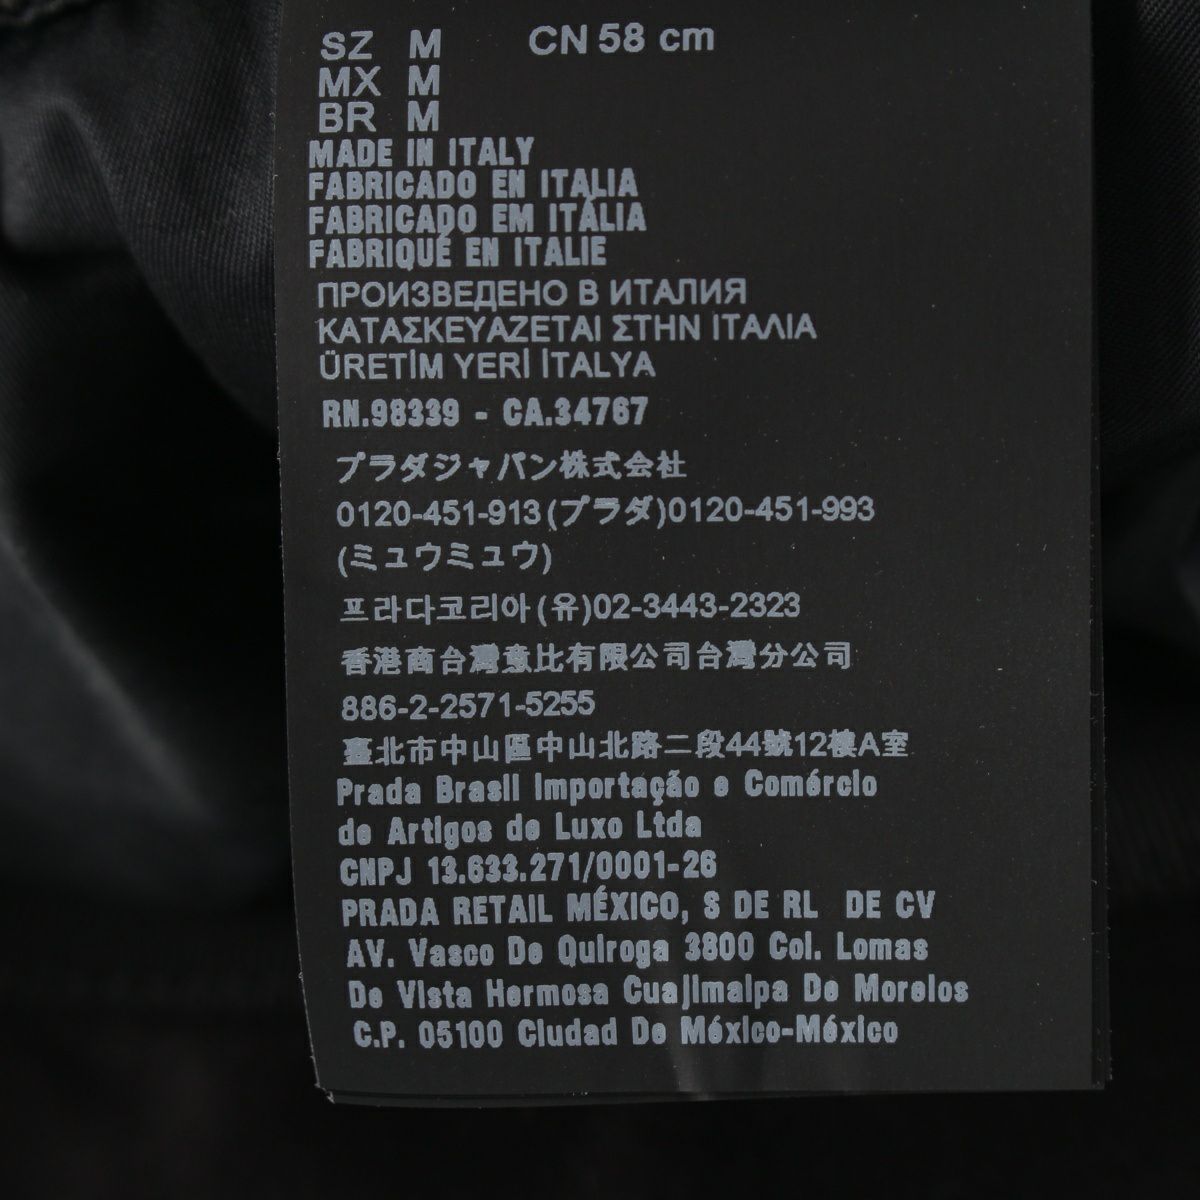 SZ M CN 58 cm
MX M
BR M
MADE IN ITALY
FABRICADO EN ITALIA
FABRICADO EM ITÁLIA
FABRIQUÉ EN ITALIE
ПРОИЗВЕДЕНО В ИТАЛИЯ
ΚΑΤΑΣΚΕΥΑΖΕΤΑΙ ΣΤΗΝ ΙΤΑΛΙΑ
ÜRETİM YERİ İTALYA
RN.98339 - CA.34767
プラダジャパン株式会社
0120-451-913(プラダ)0120-451-993
(ミュウミュウ)
프라다코리아(유)02-3443-2323
香港商台灣意比有限公司台灣分公司
886-2-2571-5255
臺北市中山區中山北路二段44號12樓A室
Prada Brasil Importação e Comércio
de Artigos de Luxo Ltda
CNPJ 13.633.271/0001-26
PRADA RETAIL MÉXICO, S DE RL DE CV
AV. Vasco De Quiroga 3800 Col. Lomas
De Vista Hermosa Cuajimalpa De Morelos
C.P. 05100 Ciudad De México-México